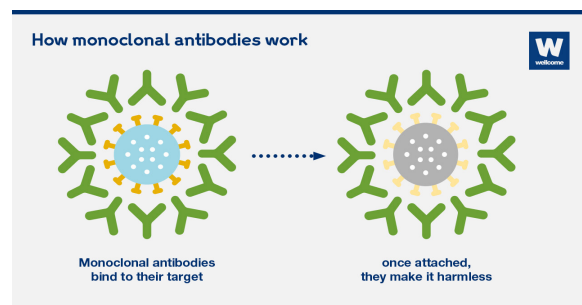 How monoclonal antibodies work
W
wellcome
Monoclonal antibodies
bind to their target
once attached,
they make it harmless